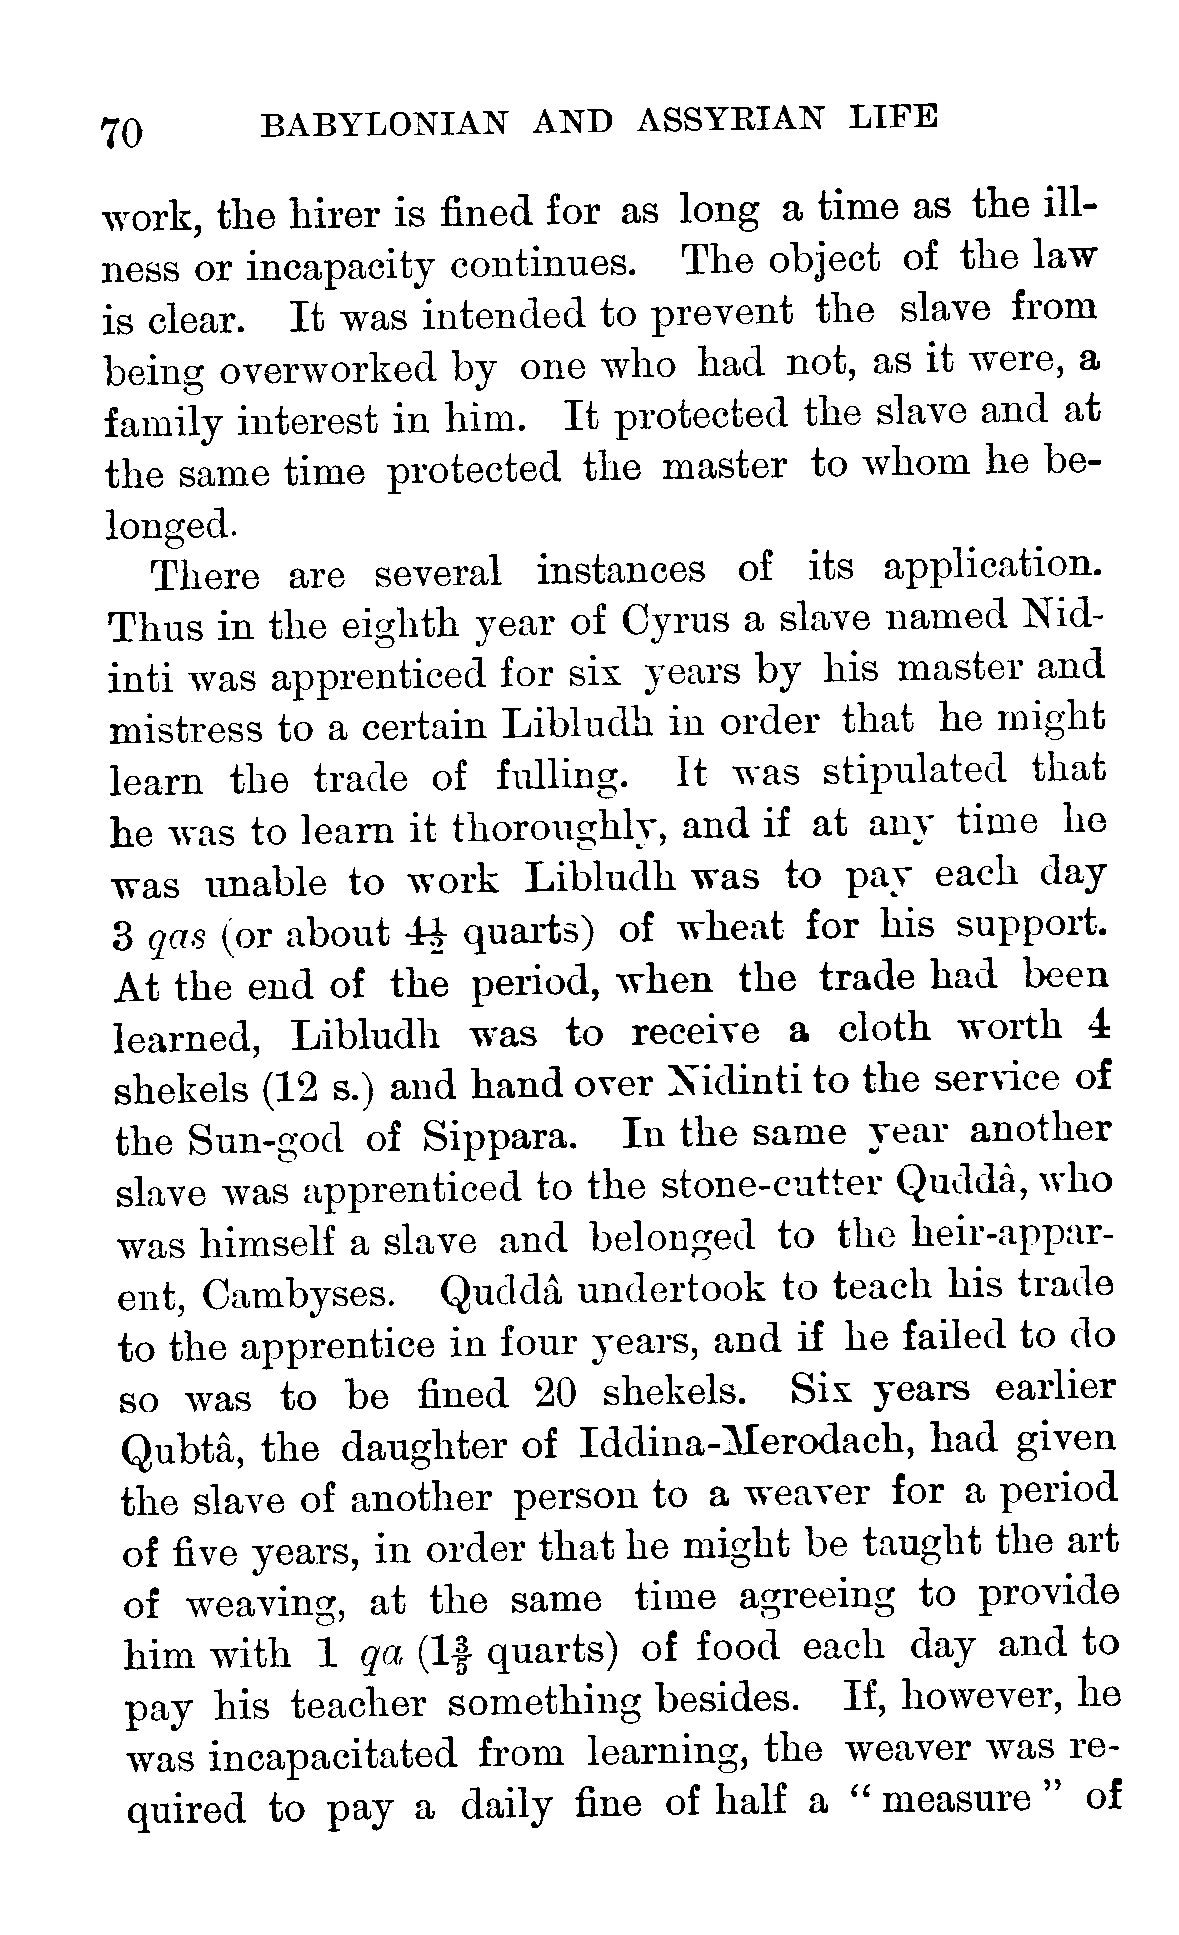 70 BABYLONIAN AND ASSYRIAN LIFE
work, the hirer is fined for as long a time as the ill-
ness or incapacity continues. The object of the law
is clear. It was intended to prevent the slave from
being overworked by one who had not, as it were, a
family interest in him. It protected the slave and at
the same time protected the master to whom he be-
longed.
There are several instances of its application.
Thus in the eighth year of Cyrus a slave named Nid-
inti was apprenticed for six years by his master and
mistress to a certain Libludh in order that he might
learn the trade of fulling. It was stipulated that
he was to learn it thoroughly, and if at any time he
was unable to work Libludh was to pay each day
3 qas (or about 4½ quarts) of wheat for his support.
At the end of the period, when the trade had been
learned, Libludh was to receive a cloth worth 4
shekels (12 s.) and hand over Nidinti to the service of
the Sun-god of Sippara. In the same year another
slave was apprenticed to the stone-cutter Quddâ, who
was himself a slave and belonged to the heir-appar-
ent, Cambyses. Quddâ undertook to teach his trade
to the apprentice in four years, and if he failed to do
so was to be fined 20 shekels. Six years earlier
Qubtâ, the daughter of Iddina-Merodach, had given
the slave of another person to a weaver for a period
of five years, in order that he might be taught the art
of weaving, at the same time agreeing to provide
him with 1 qa (1⅗ quarts) of food each day and to
pay his teacher something besides. If, however, he
was incapacitated from learning, the weaver was re-
quired to pay a daily fine of half a “measure” of